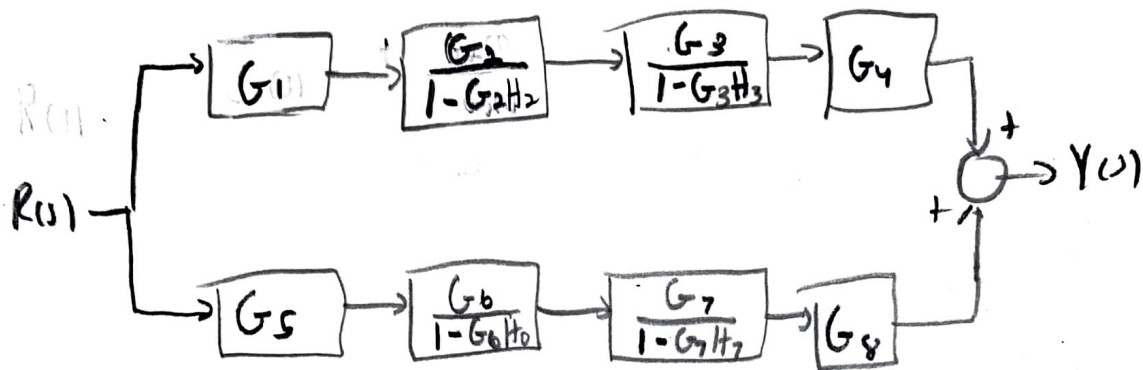 G1
G2
1-G2H2
G3
1-G3H3
G4
+
R(s)
Y(s)
+
G5
G6
1-G6H6
G7
1-G7H7
G8